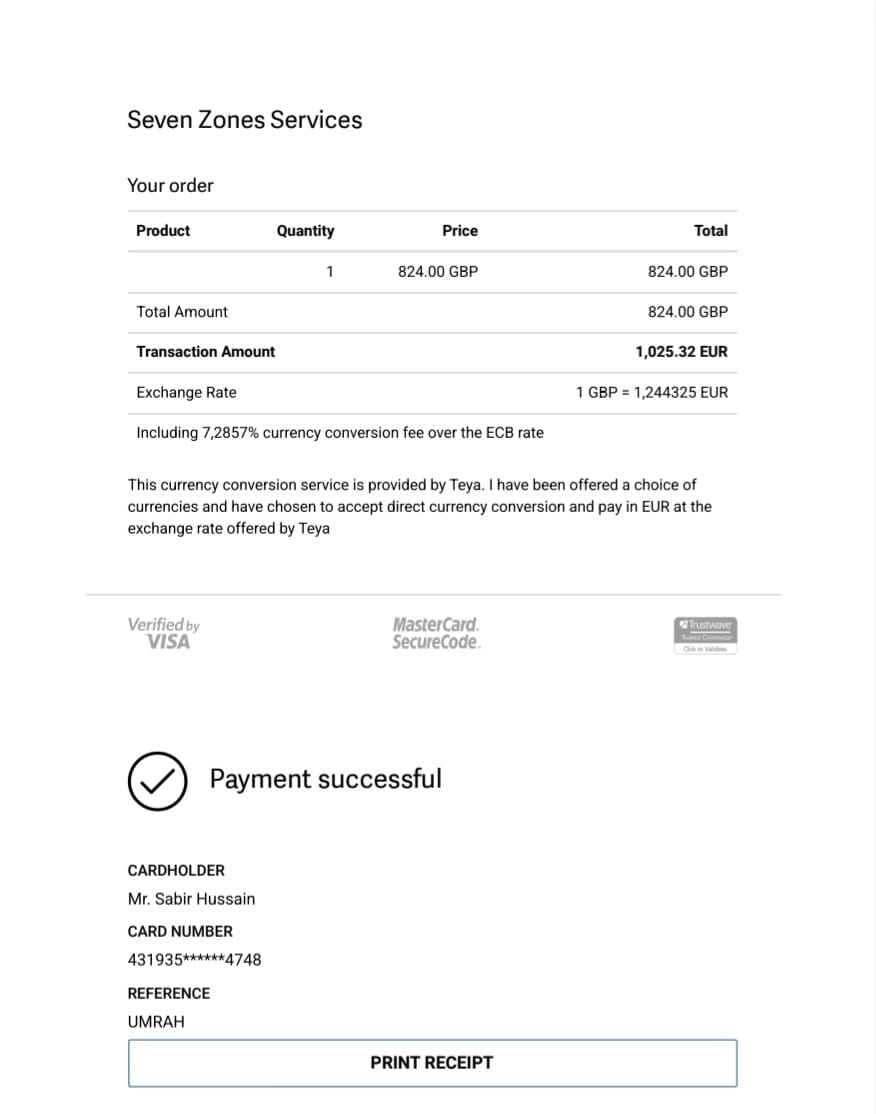 Seven Zones Services
Your order
Product Quantity Price Total
1 824.00 GBP 824.00 GBP
Total Amount 824.00 GBP
Transaction Amount 1,025.32 EUR
Exchange Rate 1 GBP = 1,244325 EUR
Including 7,2857% currency conversion fee over the ECB rate
This currency conversion service is provided by Teya. I have been offered a choice of
currencies and have chosen to accept direct currency conversion and pay in EUR at the
exchange rate offered by Teya
Verified by
VISA
MasterCard.
SecureCode.
Trustwave
Trusted Commerce
Click to Validate
Payment successful
CARDHOLDER
Mr. Sabir Hussain
CARD NUMBER
431935******4748
REFERENCE
UMRAH
PRINT RECEIPT